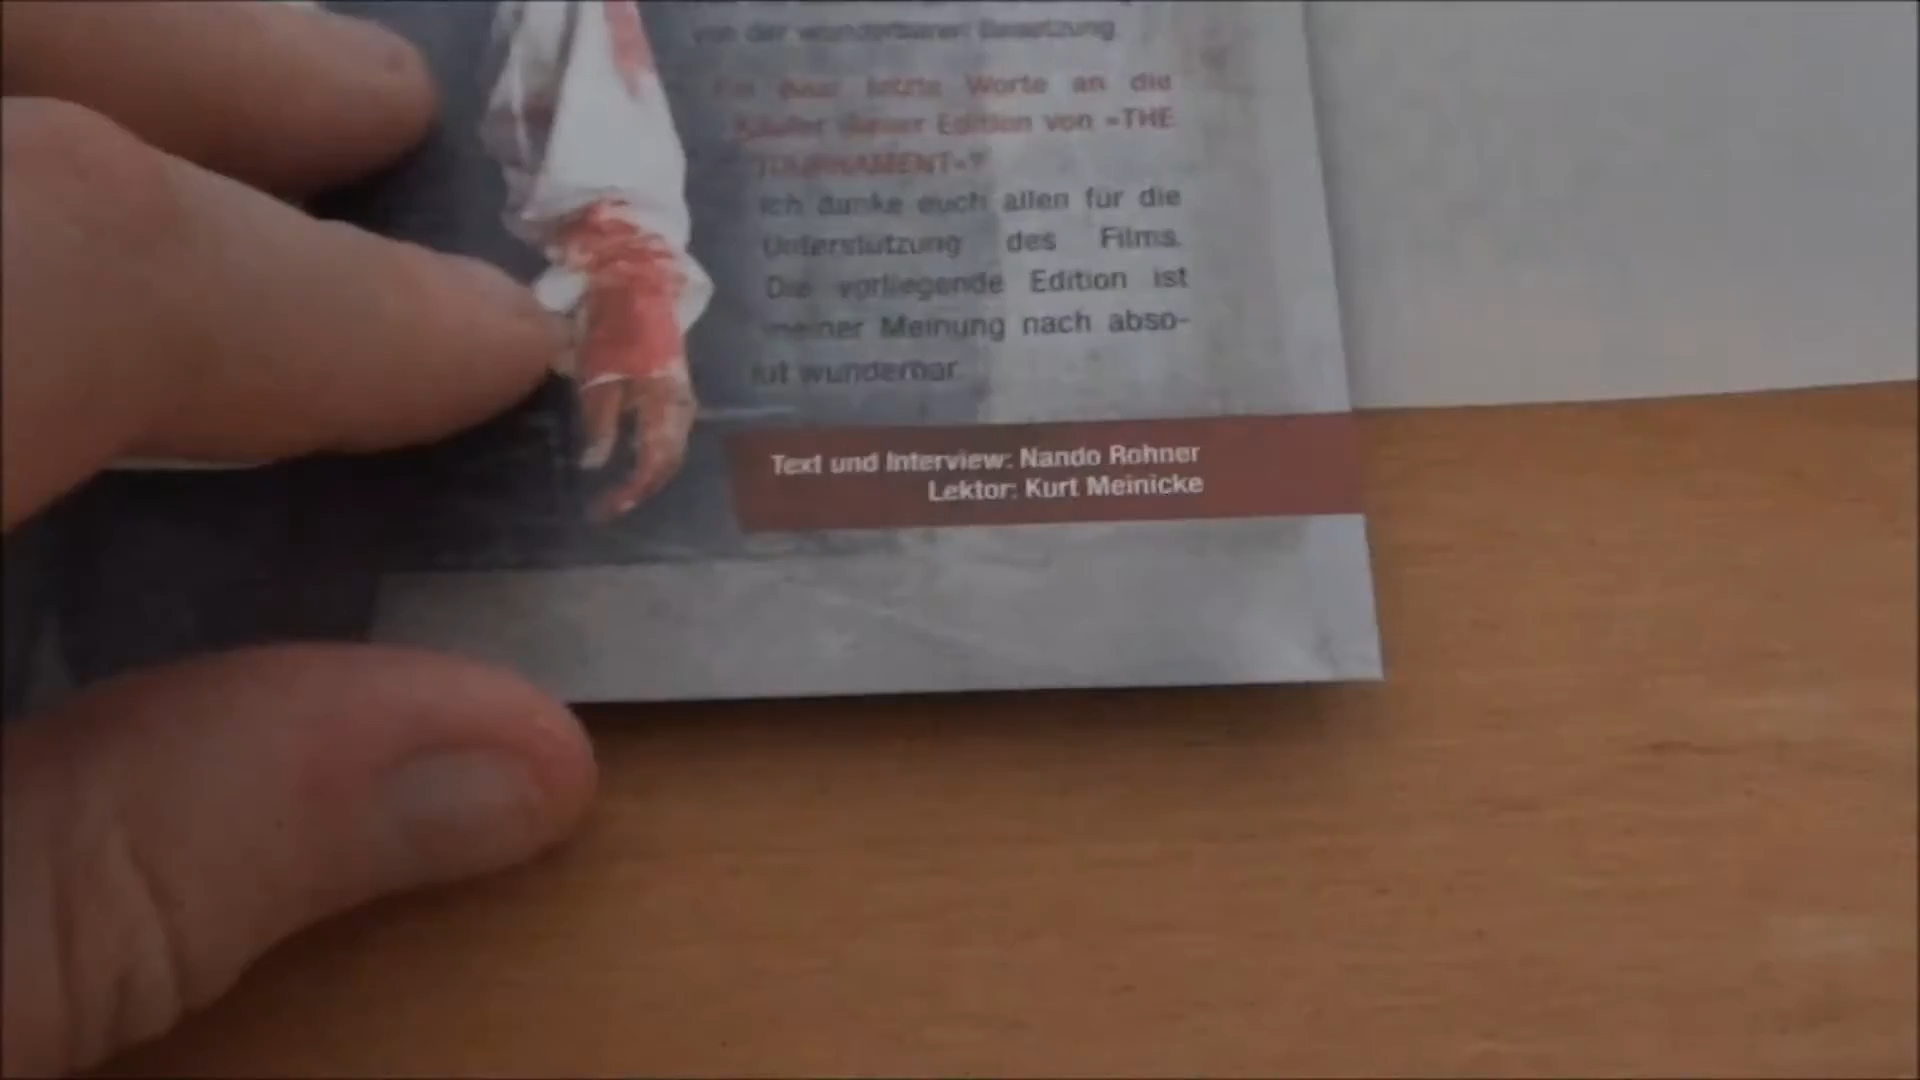 von der wunderbaren Besetzung
Ein paar letzte Worte an die
Käufer dieser Edition von »THE
TOURNAMENT«?
Ich danke euch allen für die
Unterstützung des Films.
Die vorliegende Edition ist
meiner Meinung nach abso-
lut wunderbar
Text und Interview: Nando Rohner
Lektor: Kurt Meinicke